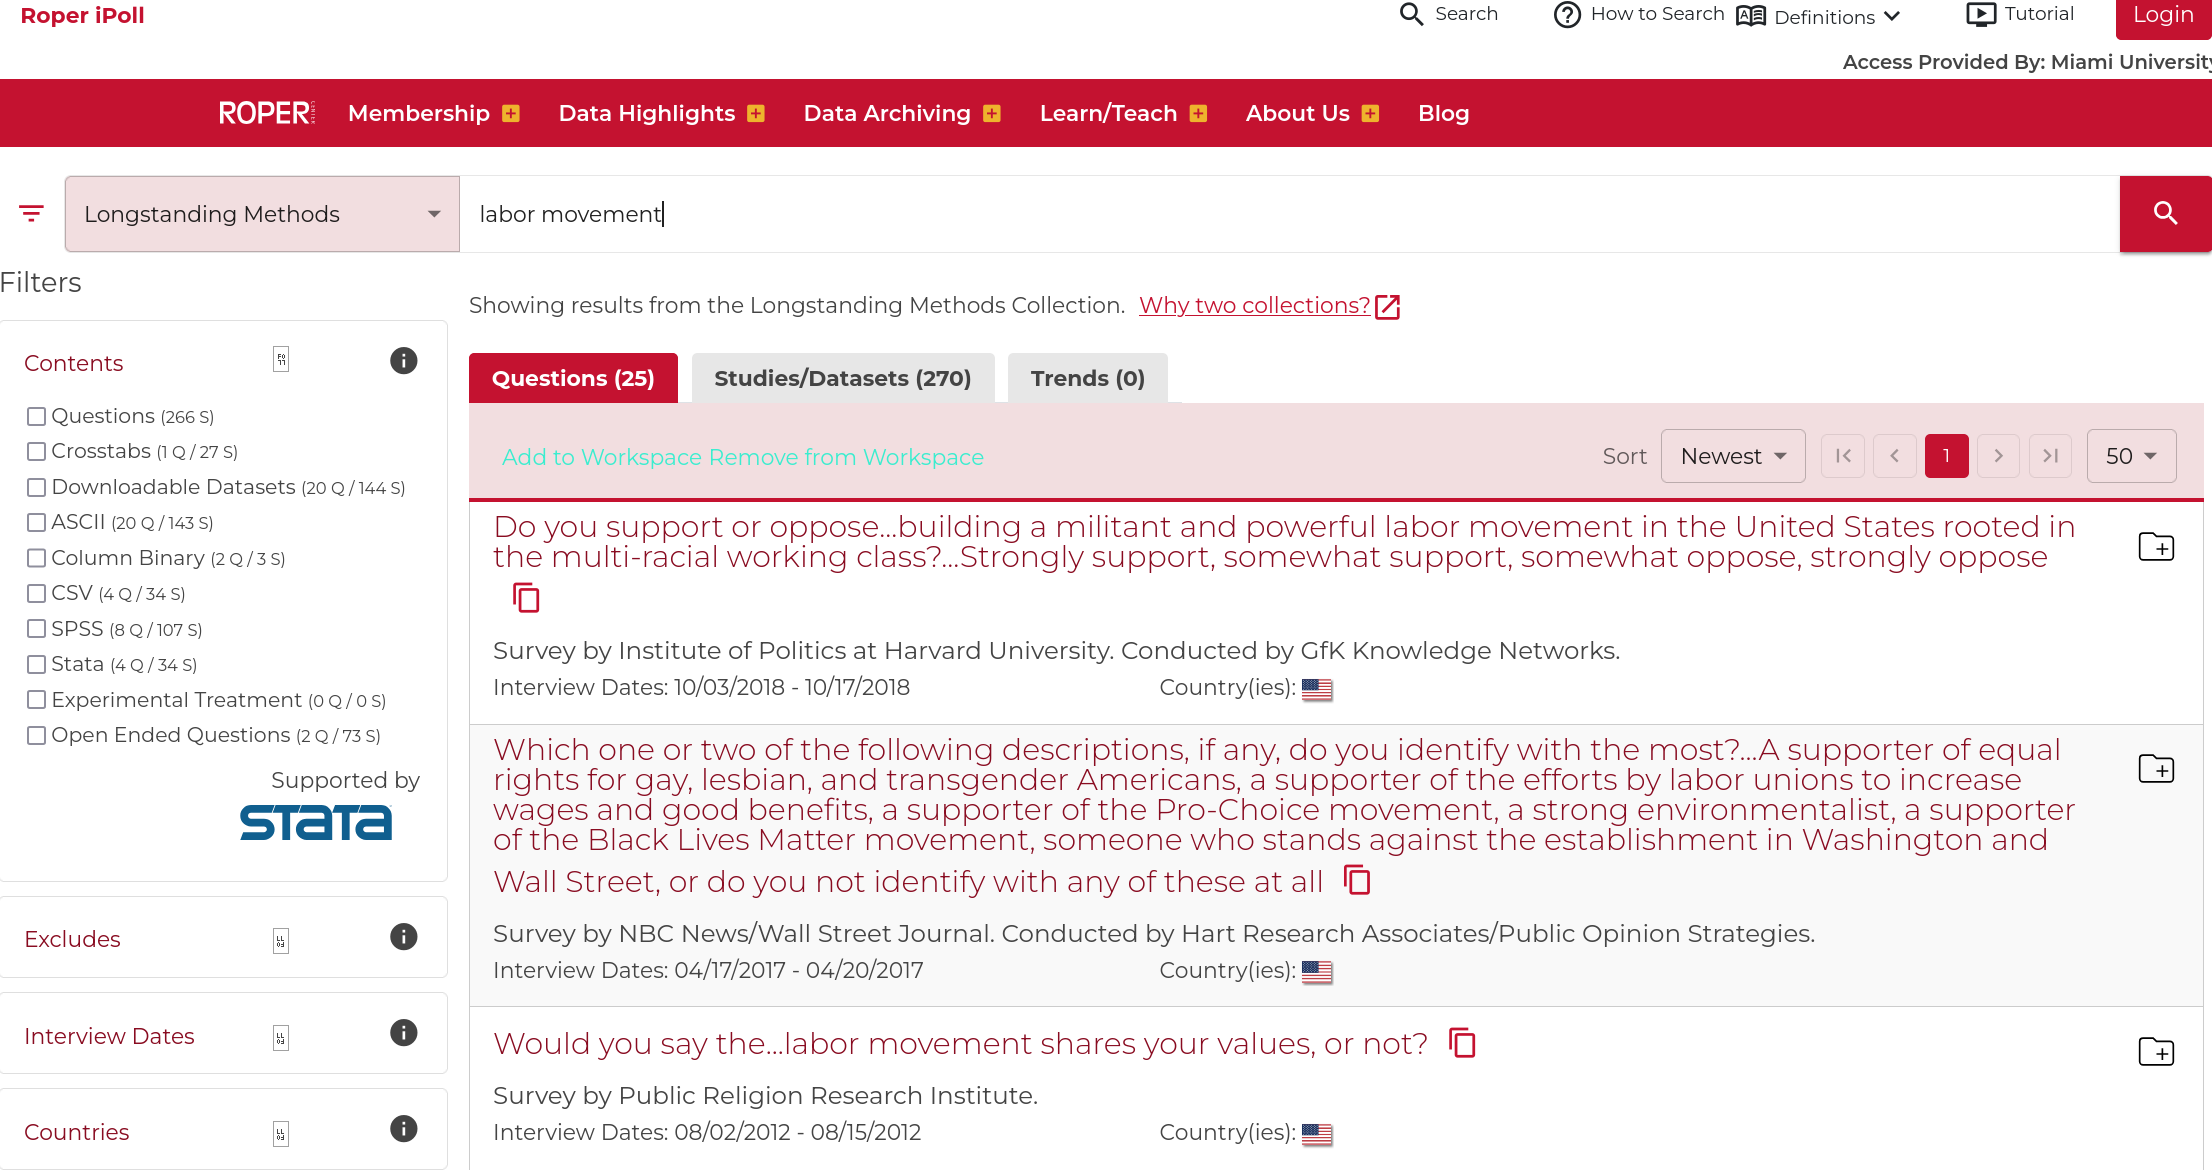 Roper iPoll
Search
How to Search
Definitions
Tutorial
Login
Access Provided By: Miami University
ROPER
Membership
Data Highlights
Data Archiving
Learn/Teach
About Us
Blog
Longstanding Methods
labor movement
Filters
Showing results from the Longstanding Methods Collection. Why two collections?
Contents
Questions (266 S)
Crosstabs (1 Q / 27 S)
Downloadable Datasets (20 Q / 144 S)
ASCII (20 Q / 143 S)
Column Binary (2 Q / 3 S)
CSV (4 Q / 34 S)
SPSS (8 Q / 107 S)
Stata (4 Q / 34 S)
Experimental Treatment (0 Q / 0 S)
Open Ended Questions (2 Q / 73 S)
Supported by
stata
Excludes
Interview Dates
Countries
Questions (25)
Studies/Datasets (270)
Trends (0)
Add to Workspace Remove from Workspace
Sort
Newest
1
50
Do you support or oppose...building a militant and powerful labor movement in the United States rooted in
the multi-racial working class?...Strongly support, somewhat support, somewhat oppose, strongly oppose
Survey by Institute of Politics at Harvard University. Conducted by GfK Knowledge Networks.
Interview Dates: 10/03/2018 - 10/17/2018
Country(ies):
Which one or two of the following descriptions, if any, do you identify with the most?...A supporter of equal
rights for gay, lesbian, and transgender Americans, a supporter of the efforts by labor unions to increase
wages and good benefits, a supporter of the Pro-Choice movement, a strong environmentalist, a supporter
of the Black Lives Matter movement, someone who stands against the establishment in Washington and
Wall Street, or do you not identify with any of these at all
Survey by NBC News/Wall Street Journal. Conducted by Hart Research Associates/Public Opinion Strategies.
Interview Dates: 04/17/2017 - 04/20/2017
Country(ies):
Would you say the...labor movement shares your values, or not?
Survey by Public Religion Research Institute.
Interview Dates: 08/02/2012 - 08/15/2012
Country(ies):